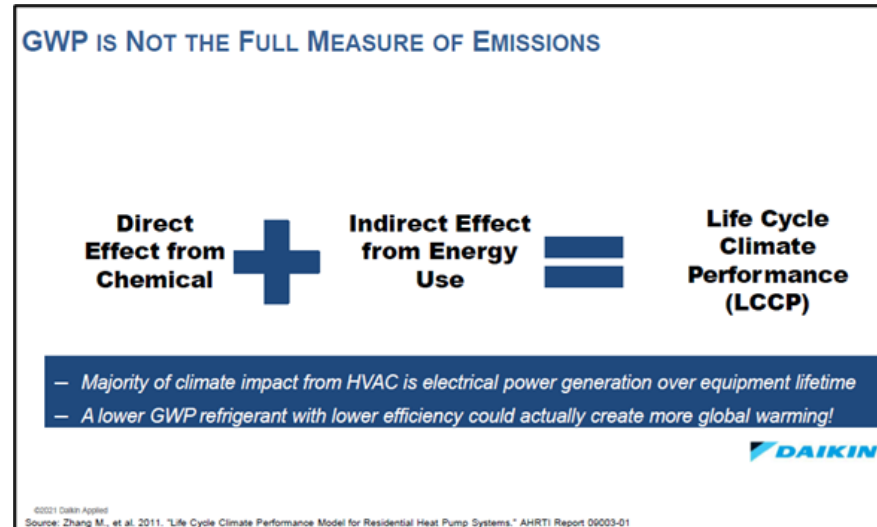 GWP IS NOT THE FULL MEASURE OF EMISSIONS
Direct
Effect from
Chemical
Indirect Effect
from Energy
Use
Life Cycle
Climate
Performance
(LCCP)
– Majority of climate impact from HVAC is electrical power generation over equipment lifetime
– A lower GWP refrigerant with lower efficiency could actually create more global warming!
DAIKIN
©2021 Daikin Applied
Source: Zhang M., et al. 2011. "Life Cycle Climate Performance Model for Residential Heat Pump Systems." AHRTI Report 09003-01